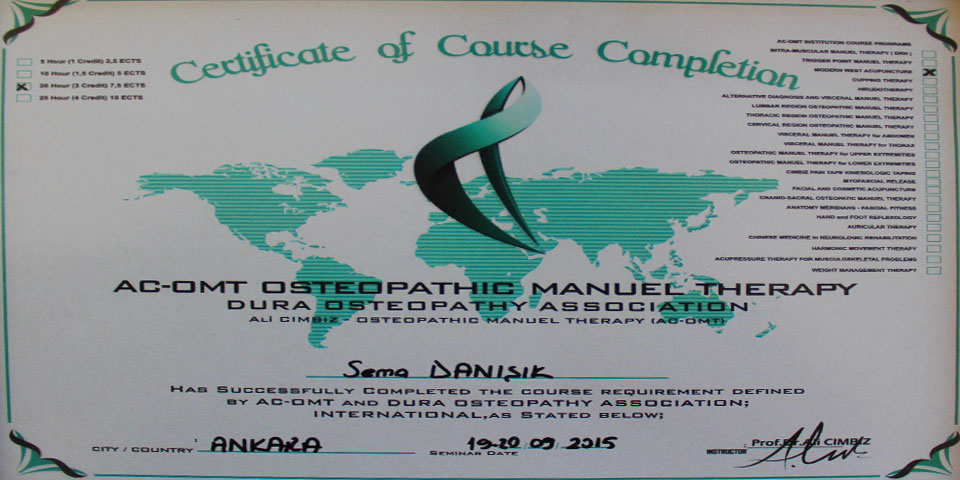 Certificate of Course Completion
5 Hour (1 Credit) 2,5 ECTS
10 Hour (1,5 Credit) 5 ECTS
20 Hour (3 Credit) 7,5 ECTS
25 Hour (4 Credit) 10 ECTS
AC-OMT INSTITUTION COURSE PROGRAMS
INTRA-MUSCULAR MANUEL THERAPY ( DRN )
TRIGGER POINT MANUEL THERAPY
MODERN WEST ACUPUNCTURE
CUPPING THERAPY
HIRUDOTHERAPY
ALTERNATIVE DIAGNOSIS AND VISCERAL MANUEL THERAPY
LUMBAR REGION OSTEOPATHIC MANUEL THERAPY
THORACIC REGION OSTEOPATHIC MANUEL THERAPY
CERVICAL REGION OSTEOPATHIC MANUEL THERAPY
VISCERAL MANUEL THERAPY for ABDOMEN
VISCERAL MANUEL THERAPY for THORAX
OSTEOPATHIC MANUEL THERAPY for UPPER EXTREMITIES
OSTEOPATHIC MANUEL THERAPY for LOWER EXTREMITIES
CIMBIZ PAIN TAPE KINESIOLOGIC TAPING
MYOFASCIAL RELEASE
FACIAL AND COSMETIC ACUPUNCTURE
CRANIO-SACRAL OSTEOPATIC MANUEL THERAPY
ANATOMY MERIDIANS - FASCIAL FITNESS
HAND and FOOT REFLEXOLOGY
AURICULAR THERAPY
CHINESE MEDICINE in NEUROLOGIC REHABILITATION
HARMONIC MOVEMENT THERAPY
ACUPRESSURE THERAPY FOR MUSCULOSKELETAL PROBLEMS
WEIGHT MANAGEMENT THERAPY
AC-OMT OSTEOPATHIC MANUEL THERAPY
DURA OSTEOPATHY ASSOCIATION
ALİ CIMBIZ - OSTEOPATHIC MANUEL THERAPY (AC-OMT)
Sema DANIŞIK
HAS SUCCESSFULLY COMPLETED THE COURSE REQUIREMENT DEFINED
BY AC-OMT AND DURA OSTEOPATHY ASSOCIATION;
INTERNATIONAL,AS STATED BELOW;
CITY / COUNTRY ANKARA
19-20 09 2015
SEMINAR DATE
Prof.Dr.Ali CIMBIZ
INSTRUCTOR